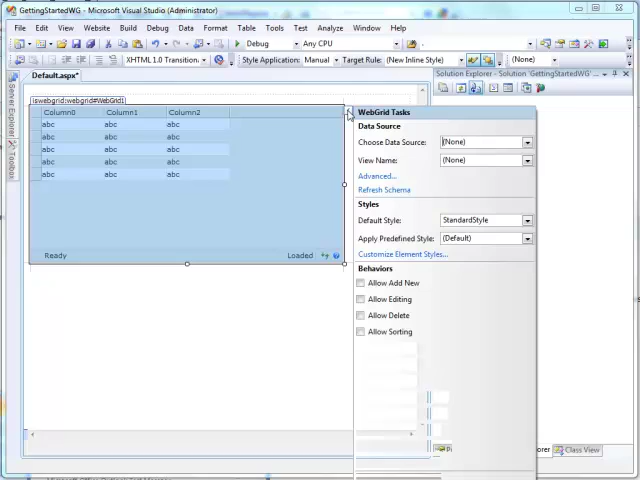 GettingStartedWG - Microsoft Visual Studio (Administrator)
File Edit View Website Build Debug Data Format Table Tools Test Analyze Window Help
Debug Any CPU
XHTML 1.0 Transition Style Application: Manual Target Rule: (New Inline Style) (None)
Default.aspx*
Solution Explorer - Solution 'GettingStartedWG'
Server Explorer
Toolbox
iswebgrid:webgrid#WebGrid1
Column0 Column1 Column2
abc abc abc
abc abc abc
abc abc abc
abc abc abc
abc abc abc
Ready Loaded
WebGrid Tasks
Data Source
Choose Data Source: (None)
View Name: (None)
Advanced...
Refresh Schema
Styles
Default Style: StandardStyle
Apply Predefined Style: (Default)
Customize Element Styles...
Behaviors
Allow Add New
Allow Editing
Allow Delete
Allow Sorting
Class View